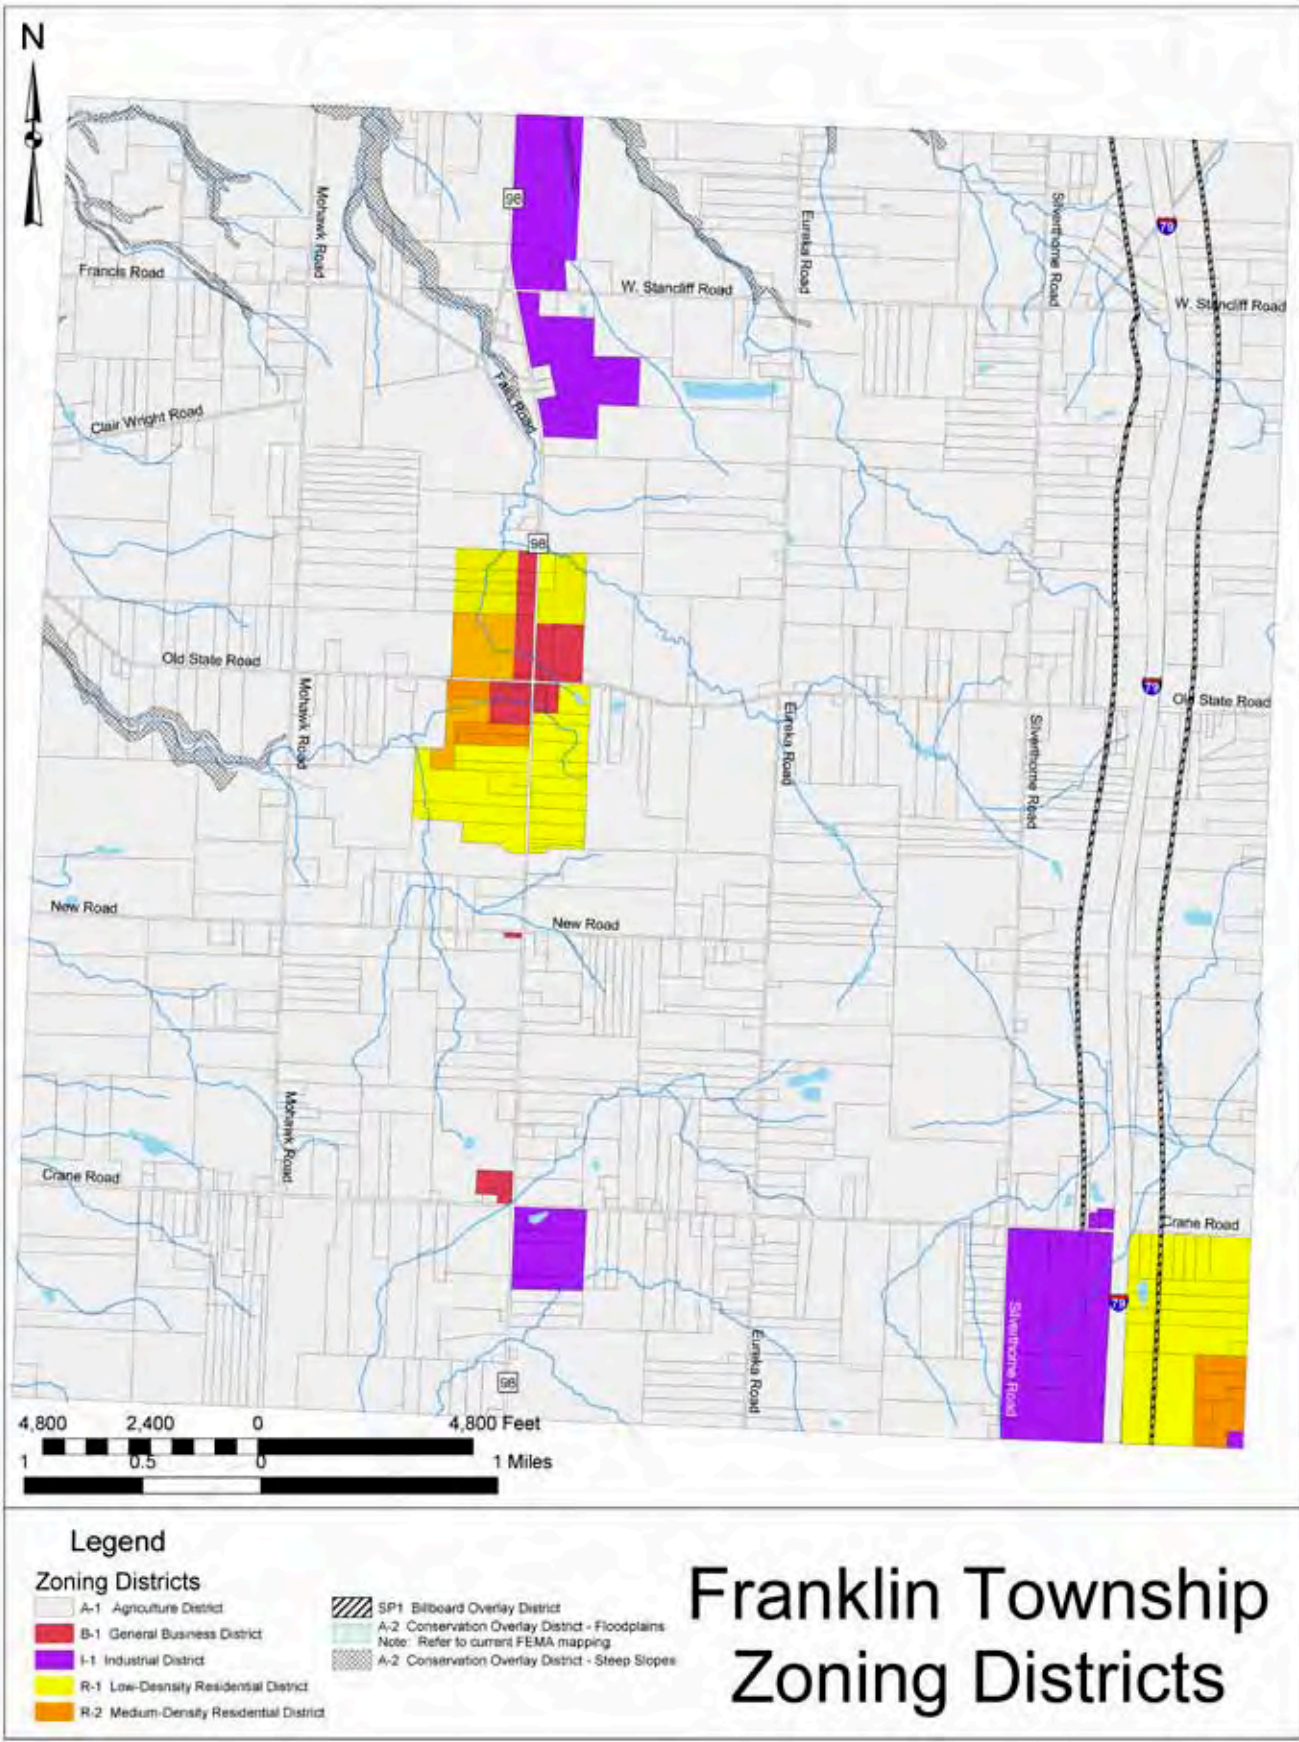 N
98
79
Mohawk Road
Eureka Road
Silverthorne Road
Francis Road
W. Stancliff Road
W. Stancliff Road
Falls Road
Clair Wright Road
98
Old State Road
Mohawk Road
79
Old State Road
Eureka Road
Silverthorne Road
New Road
New Road
Mohawk Road
Crane Road
Crane Road
79
Silverthorne Road
Eureka Road
98
4,800 2,400 0 4,800 Feet
1 0.5 0 1 Miles
Legend
Zoning Districts
A-1 Agriculture District
B-1 General Business District
I-1 Industrial District
R-1 Low-Desnsity Residential District
R-2 Medium-Density Residential District
SP1 Billboard Overlay District
A-2 Conservation Overlay District - Floodplains
Note: Refer to current FEMA mapping
A-2 Conservation Overlay District - Steep Slopes
Franklin Township
Zoning Districts